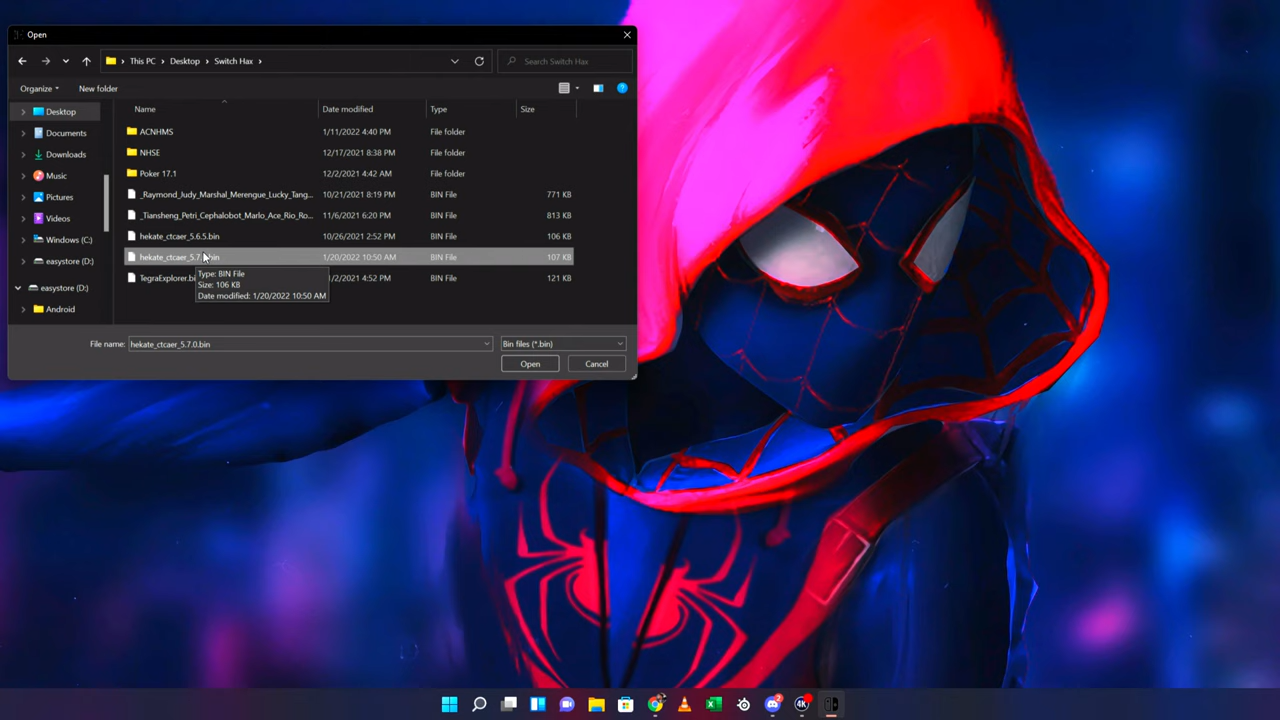 Open
This PC
Desktop
Switch Hax
Search Switch Hax
Organize
New folder
Name
Date modified
Type
Size
Desktop
Documents
Downloads
Music
Pictures
Videos
Windows (C:)
easystore (D:)
easystore (D:)
Android
ACNHMS 1/11/2022 4:40 PM File folder
NHSE 12/17/2021 8:38 PM File folder
Poker 17.1 12/2/2021 4:42 AM File folder
_Raymond_Judy_Marshal_Merengue_Lucky_Tang... 10/21/2021 8:19 PM BIN File 771 KB
_Tiansheng_Petri_Cephalobot_Marlo_Ace_Rio_Ro... 11/6/2021 6:20 PM BIN File 813 KB
hekate_ctcaer_5.6.5.bin 10/26/2021 2:52 PM BIN File 106 KB
hekate_ctcaer_5.7. bin 1/20/2022 10:50 AM BIN File 107 KB
TegraExplorer.bi /2/2021 4:52 PM BIN File 121 KB
Type: BIN File
Size: 106 KB
Date modified: 1/20/2022 10:50 AM
File name:
hekate_ctcaer_5.7.0.bin
Bin files (*.bin)
Open
Cancel
2
4K